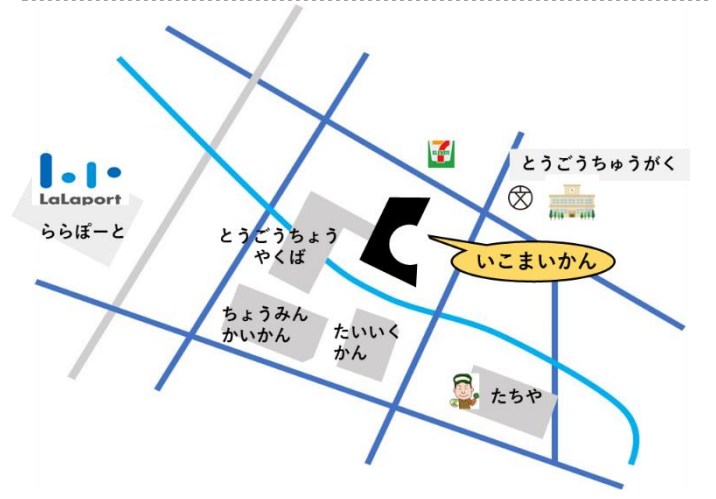 ELEVEN
とうごうちゅうがく
文
LaLaport
ららぽーと
とうごうちょう
やくば
いこまいかん
ちょうみん
かいかん
たいいく
かん
たちや